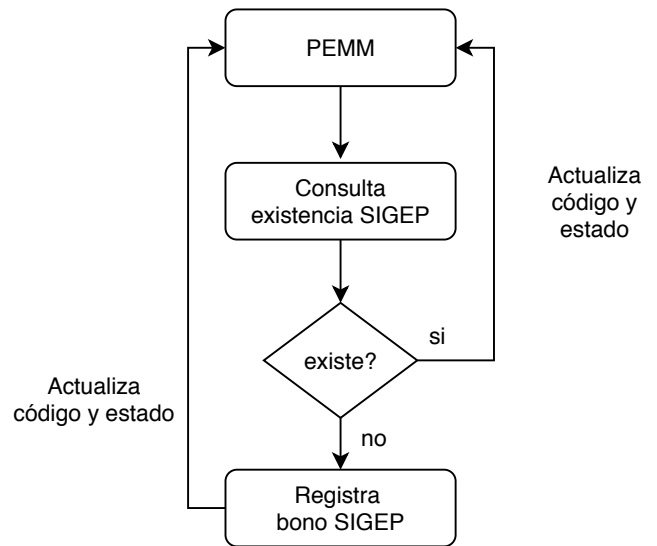 PEMM
Consulta
existencia SIGEP
Actualiza
código y
estado
existe?
si
Actualiza
código y estado
no
Registra
bono SIGEP